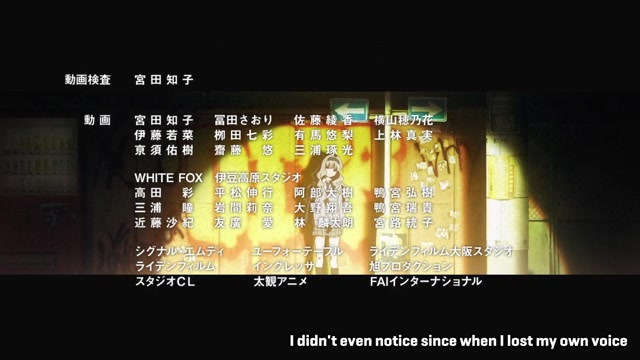 動画検査 宮田知子
動画 宮田知子 冨田さおり 佐藤綾香 横山穂乃花
伊藤若菜 栁田七彩 有馬悠梨 上林真実
京須佑樹 齋藤悠 三浦琢光
WHITE FOX 伊豆高原スタジオ
高田彩 平松伸行 阿部大樹 鴨宮弘樹
三浦瞳 岩間莉奈 大野翔吾 鴨宮瑞貴
近藤沙紀 友廣愛 林麟太朗 宮路統子
シグナル・エムディ ユーフォーテーブル ライデンフィルム大阪スタジオ
ライデンフィルム イングレッサ 旭プロダクション
スタジオCL 太観アニメ FAIインターナショナル
I didn't even notice since when I lost my own voice